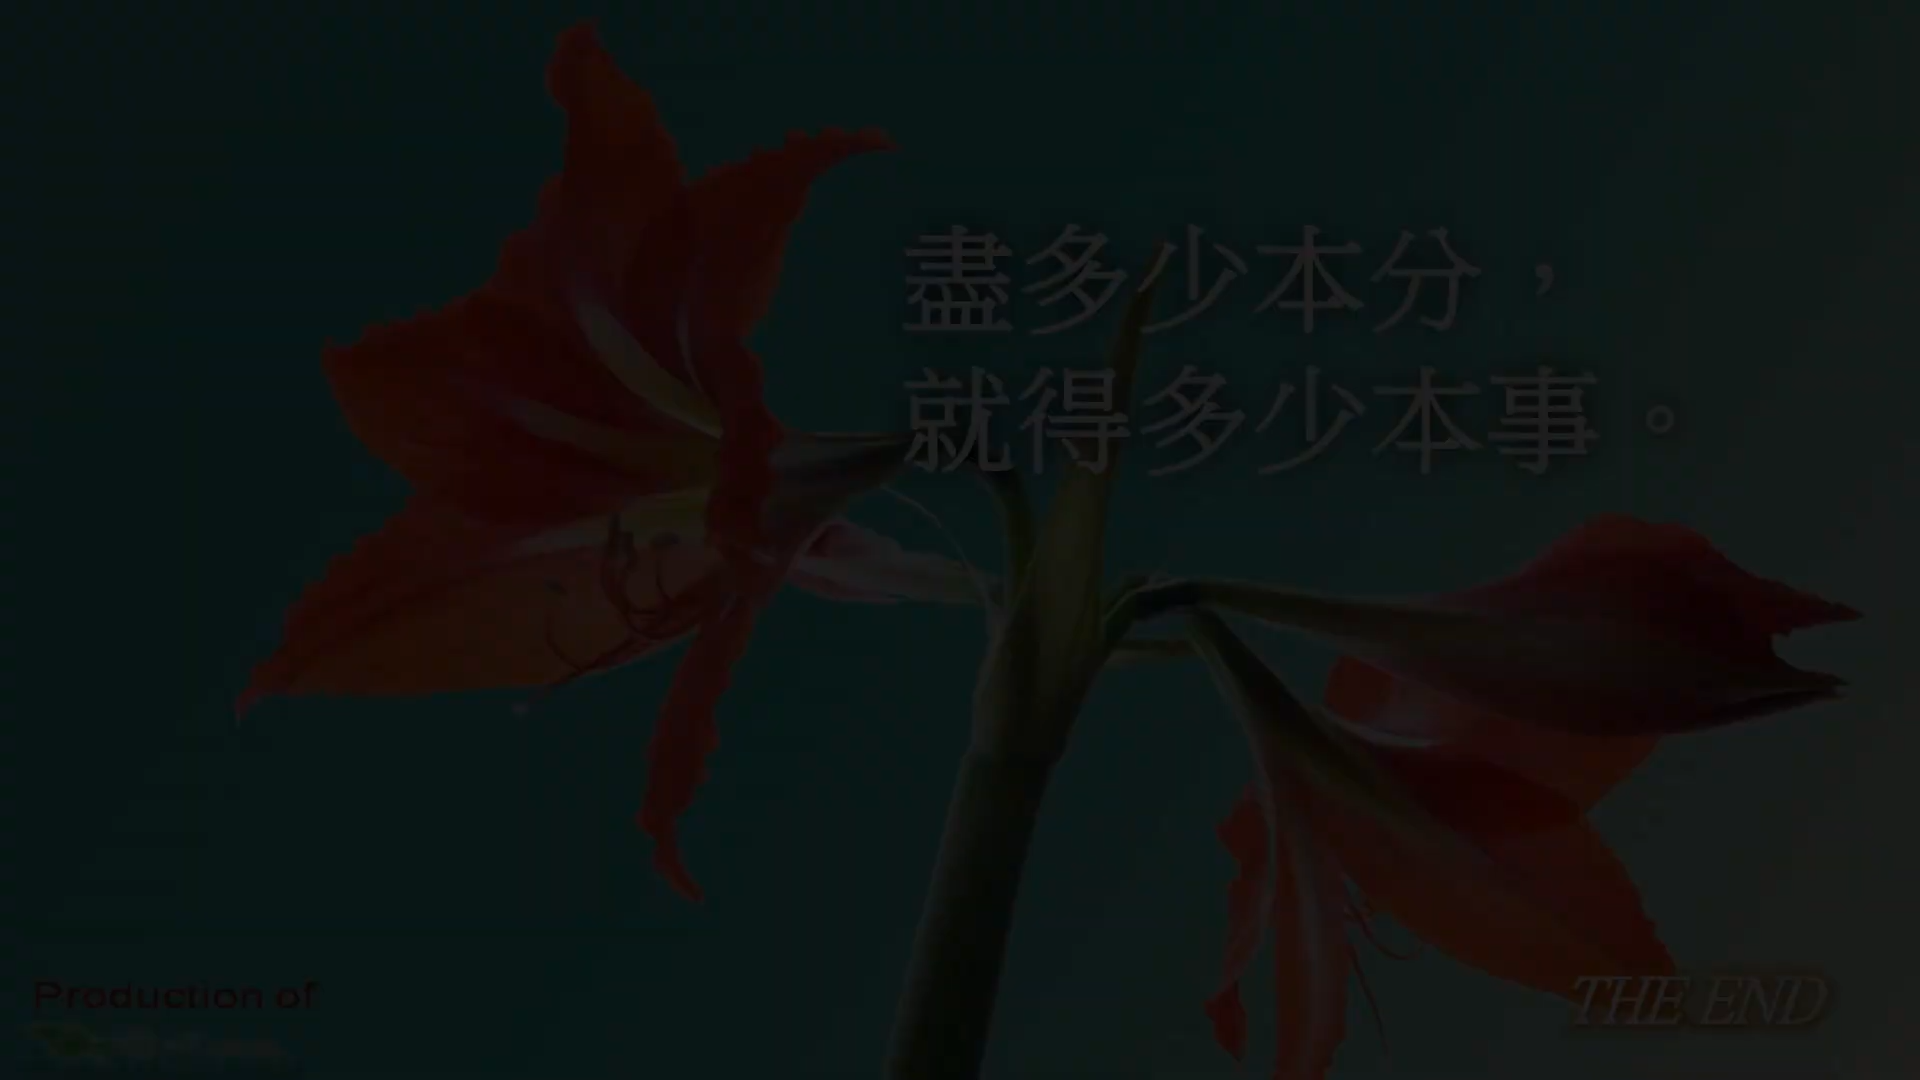 盡多少本分，
就得多少本事。
Production of
THE END